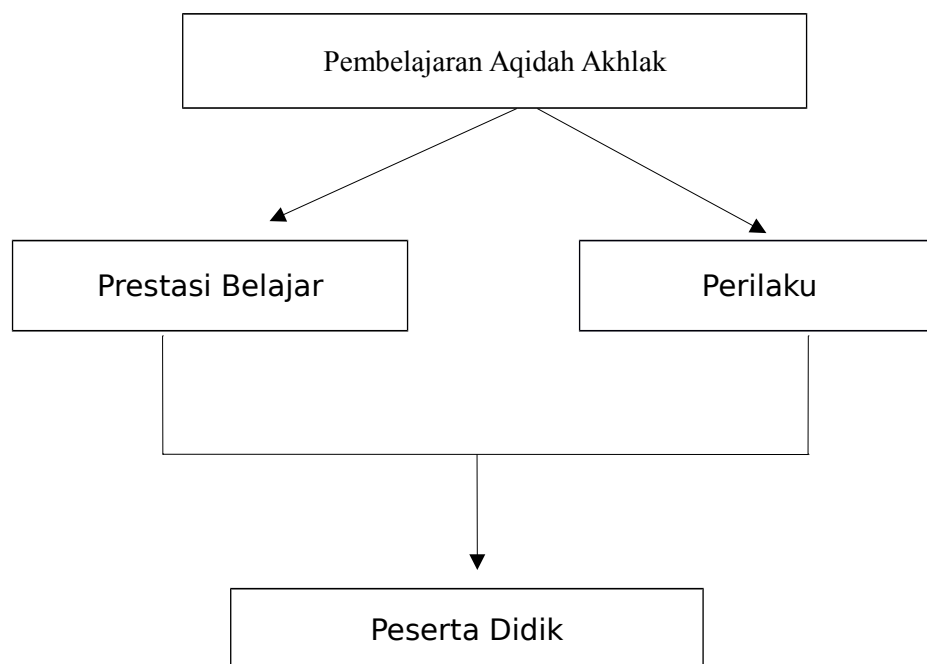 Pembelajaran Aqidah Akhlak
Prestasi Belajar
Perilaku
Peserta Didik